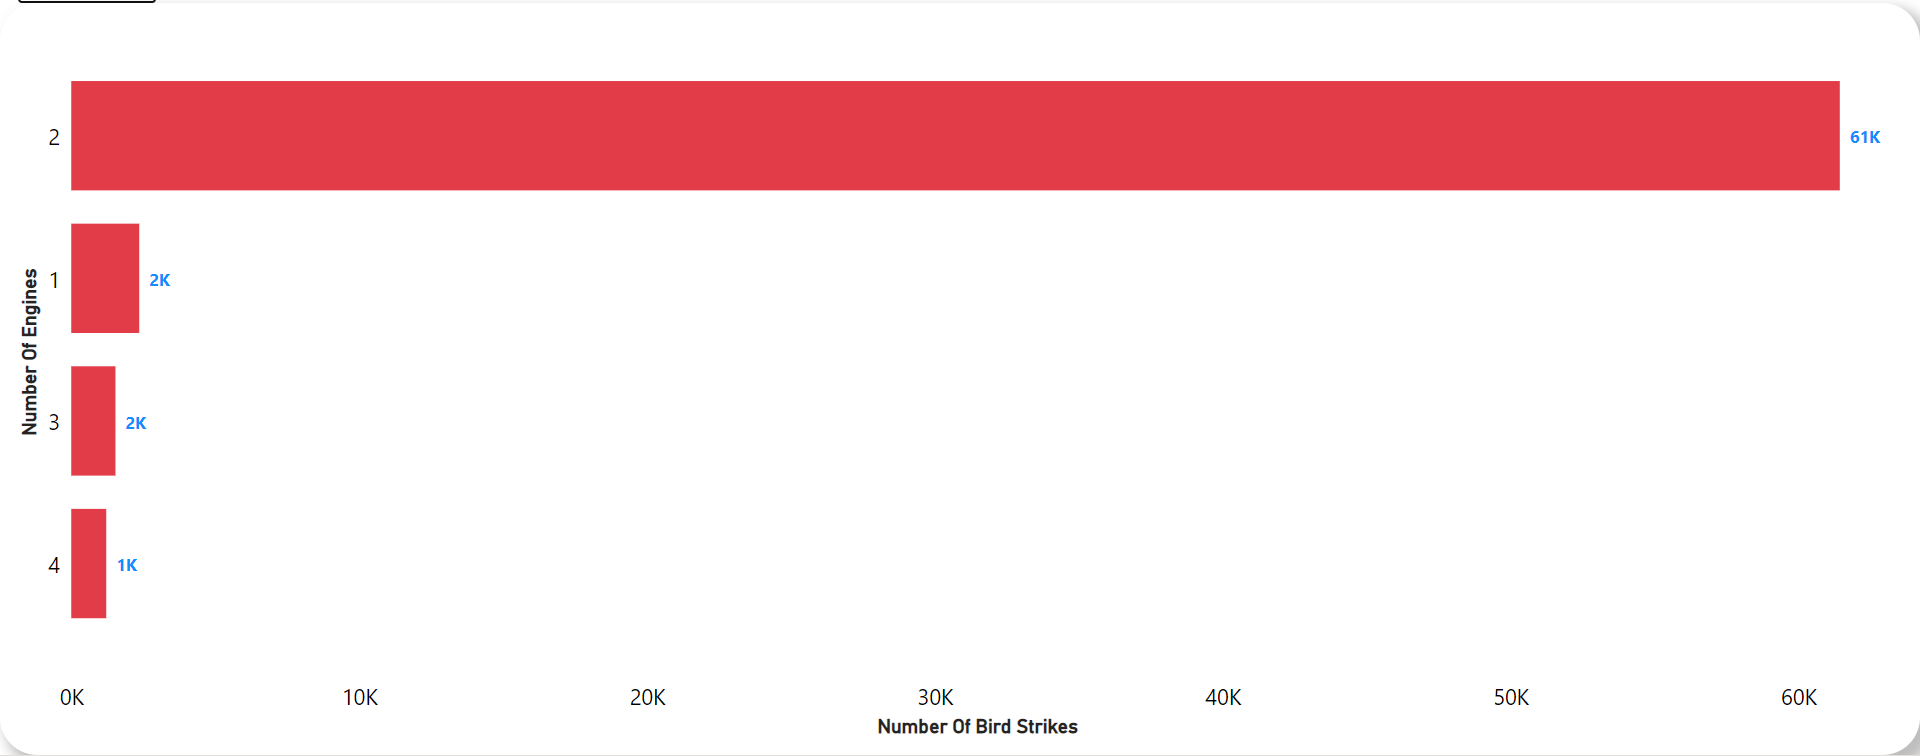 2
61K
1
2K
3
2K
4
1K
Number Of Engines
0K 10K 20K 30K 40K 50K 60K
Number Of Bird Strikes